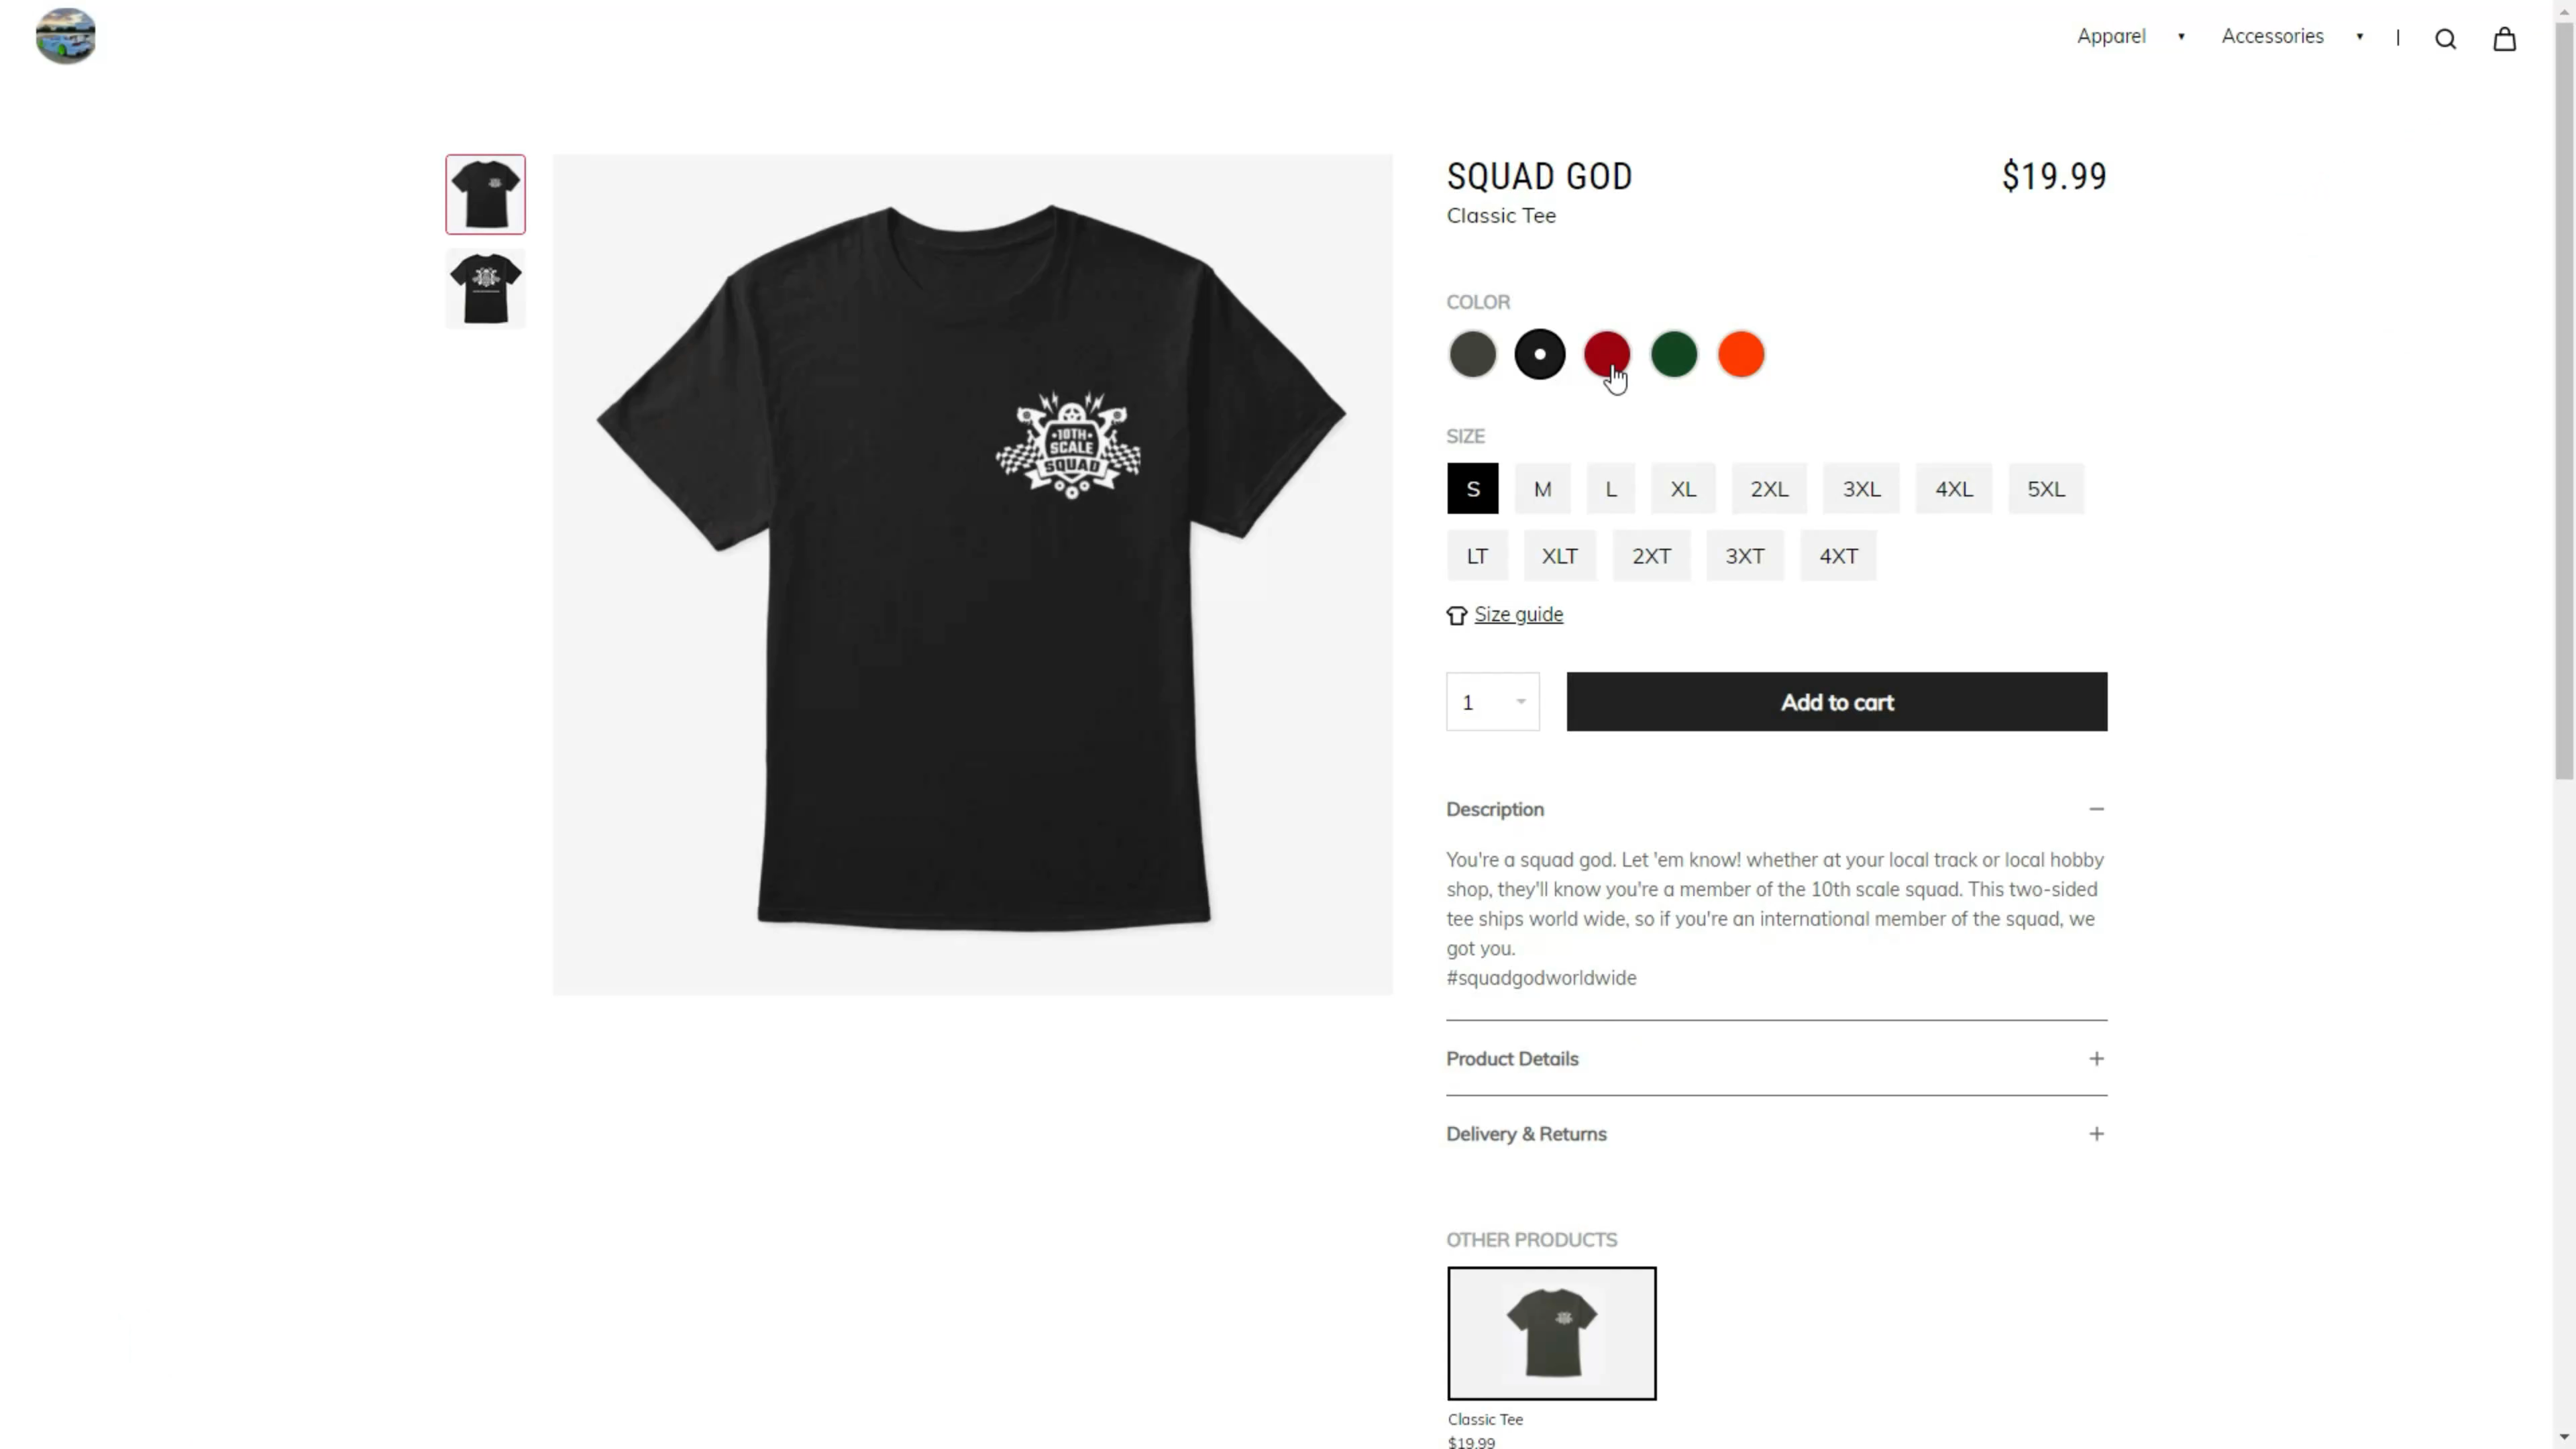 Apparel ▾ Accessories ▾ |
SQUAD GOD $19.99
Classic Tee
COLOR
•10TH•
SCALE
SQUAD
SIZE
S M L XL 2XL 3XL 4XL 5XL
LT XLT 2XT 3XT 4XT
Size guide
1 Add to cart
Description
You're a squad god. Let 'em know! whether at your local track or local hobby
shop, they'll know you're a member of the 10th scale squad. This two-sided
tee ships world wide, so if you're an international member of the squad, we
got you.
#squadgodworldwide
Product Details
Delivery & Returns
OTHER PRODUCTS
Classic Tee
$19.99